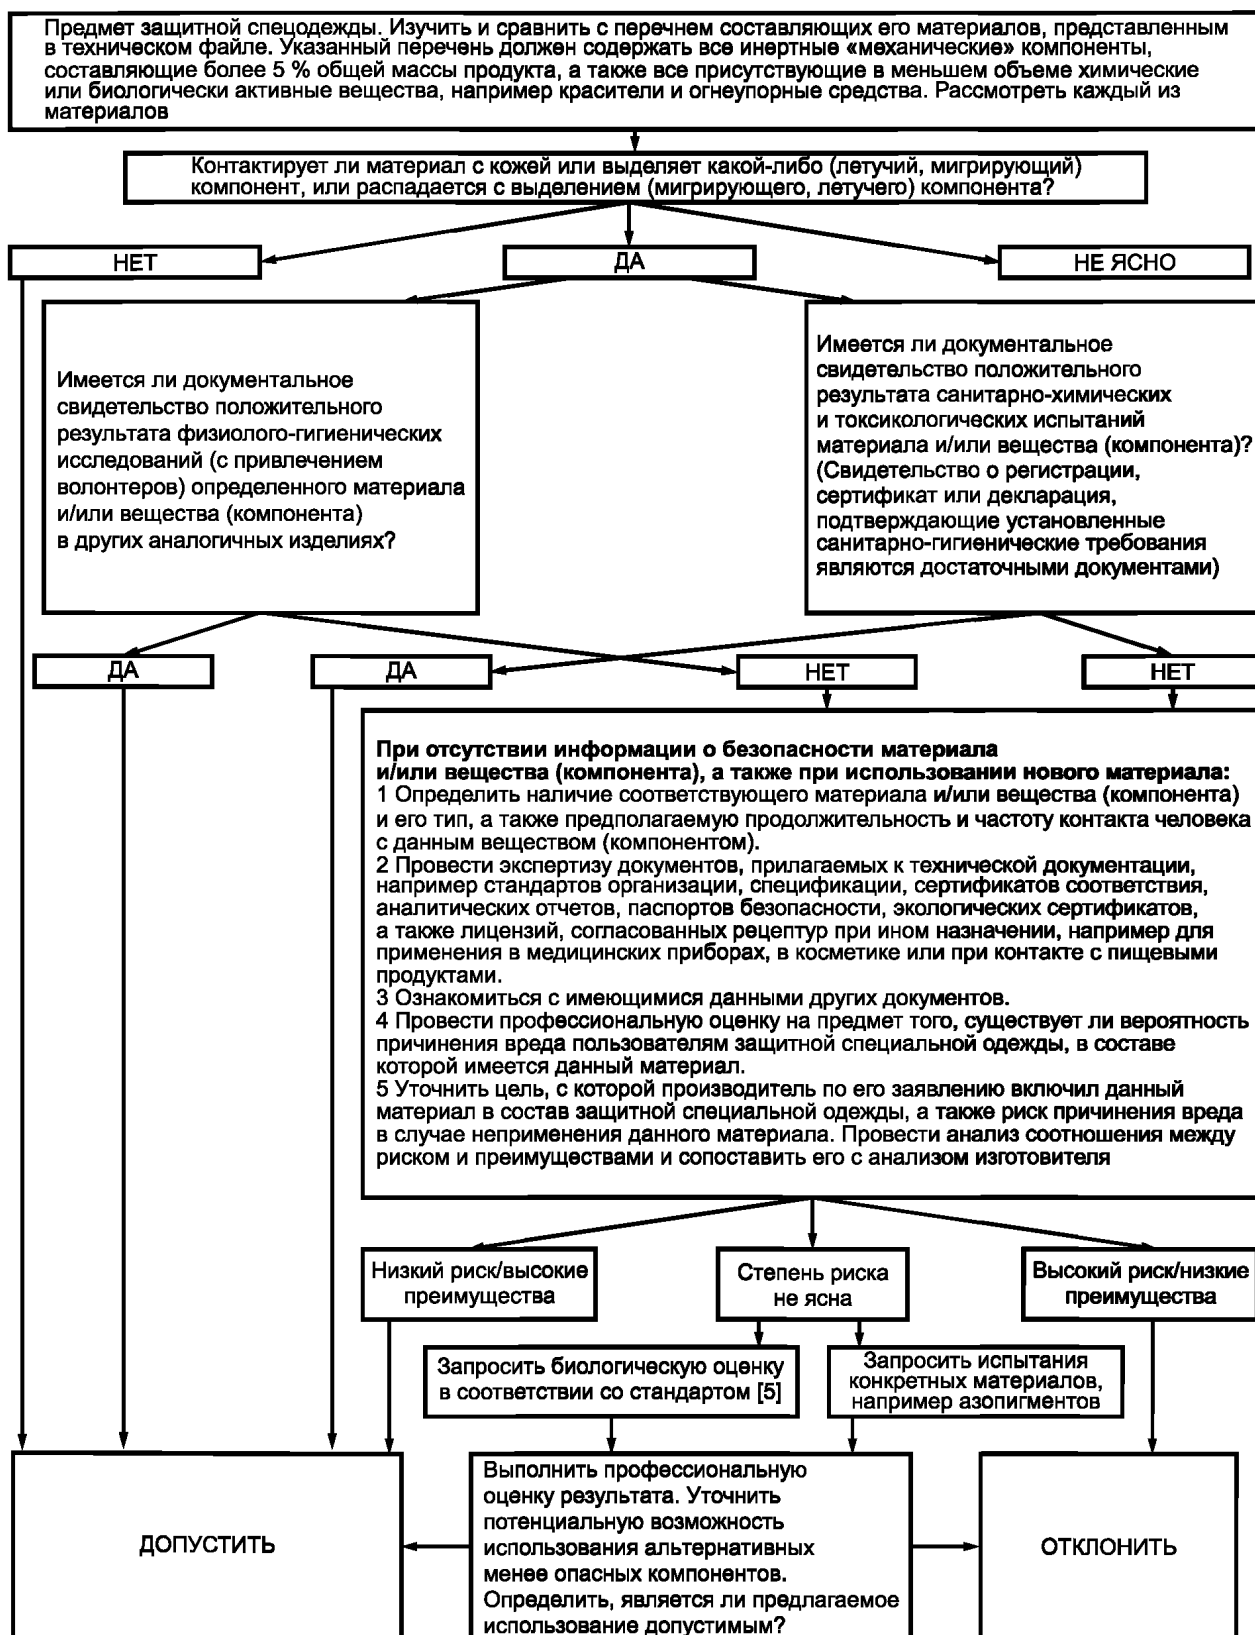 Предмет защитной спецодежды. Изучить и сравнить с перечнем составляющих его материалов, представленным
в техническом файле. Указанный перечень должен содержать все инертные «механические» компоненты,
составляющие более 5 % общей массы продукта, а также все присутствующие в меньшем объеме химические
или биологически активные вещества, например красители и огнеупорные средства. Рассмотреть каждый из
материалов
Контактирует ли материал с кожей или выделяет какой-либо (летучий, мигрирующий)
компонент, или распадается с выделением (мигрирующего, летучего) компонента?
НЕТ
ДА
НЕ ЯСНО
Имеется ли документальное
свидетельство положительного
результата физиолого-гигиенических
исследований (с привлечением
волонтеров) определенного материала
и/или вещества (компонента)
в других аналогичных изделиях?
Имеется ли документальное
свидетельство положительного
результата санитарно-химических
и токсикологических испытаний
материала и/или вещества (компонента)?
(Свидетельство о регистрации,
сертификат или декларация,
подтверждающие установленные
санитарно-гигиенические требования
являются достаточными документами)
ДА
ДА
НЕТ
НЕТ
При отсутствии информации о безопасности материала
и/или вещества (компонента), а также при использовании нового материала:
1 Определить наличие соответствующего материала и/или вещества (компонента)
и его тип, а также предполагаемую продолжительность и частоту контакта человека
с данным веществом (компонентом).
2 Провести экспертизу документов, прилагаемых к технической документации,
например стандартов организации, спецификации, сертификатов соответствия,
аналитических отчетов, паспортов безопасности, экологических сертификатов,
а также лицензий, согласованных рецептур при ином назначении, например для
применения в медицинских приборах, в косметике или при контакте с пищевыми
продуктами.
3 Ознакомиться с имеющимися данными других документов.
4 Провести профессиональную оценку на предмет того, существует ли вероятность
причинения вреда пользователям защитной специальной одежды, в составе
которой имеется данный материал.
5 Уточнить цель, с которой производитель по его заявлению включил данный
материал в состав защитной специальной одежды, а также риск причинения вреда
в случае неприменения данного материала. Провести анализ соотношения между
риском и преимуществами и сопоставить его с анализом изготовителя
Низкий риск/высокие
преимущества
Степень риска
не ясна
Высокий риск/низкие
преимущества
Запросить биологическую оценку
в соответствии со стандартом [5]
Запросить испытания
конкретных материалов,
например азопигментов
ДОПУСТИТЬ
Выполнить профессиональную
оценку результата. Уточнить
потенциальную возможность
использования альтернативных
менее опасных компонентов.
Определить, является ли предлагаемое
использование допустимым?
ОТКЛОНИТЬ